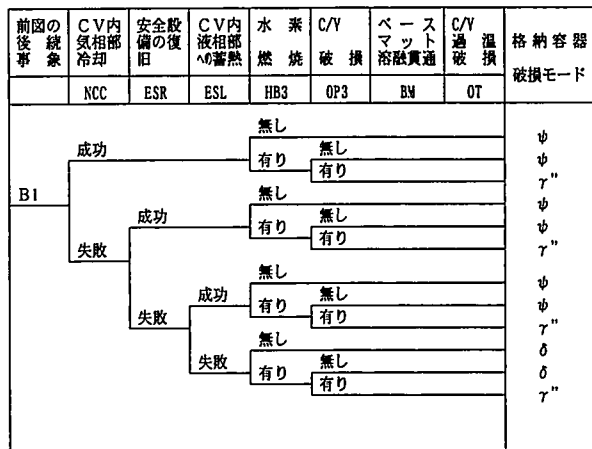 前図の後続事象
CV内気相部冷却
安全設備の復旧
CV内液相部への蓄熱
水素燃焼
C/V破損
ベースマット溶融貫通
C/V過温破損
格納容器破損モード
NCC ESR ESL HB3 OP3 BM OT
無し ψ
成功 無し ψ
有り 有り γ"
B1
無し ψ
成功 無し ψ
有り 有り γ"
失敗
無し ψ
成功 無し ψ
有り 有り γ"
失敗
無し δ
失敗 無し δ
有り 有り γ"